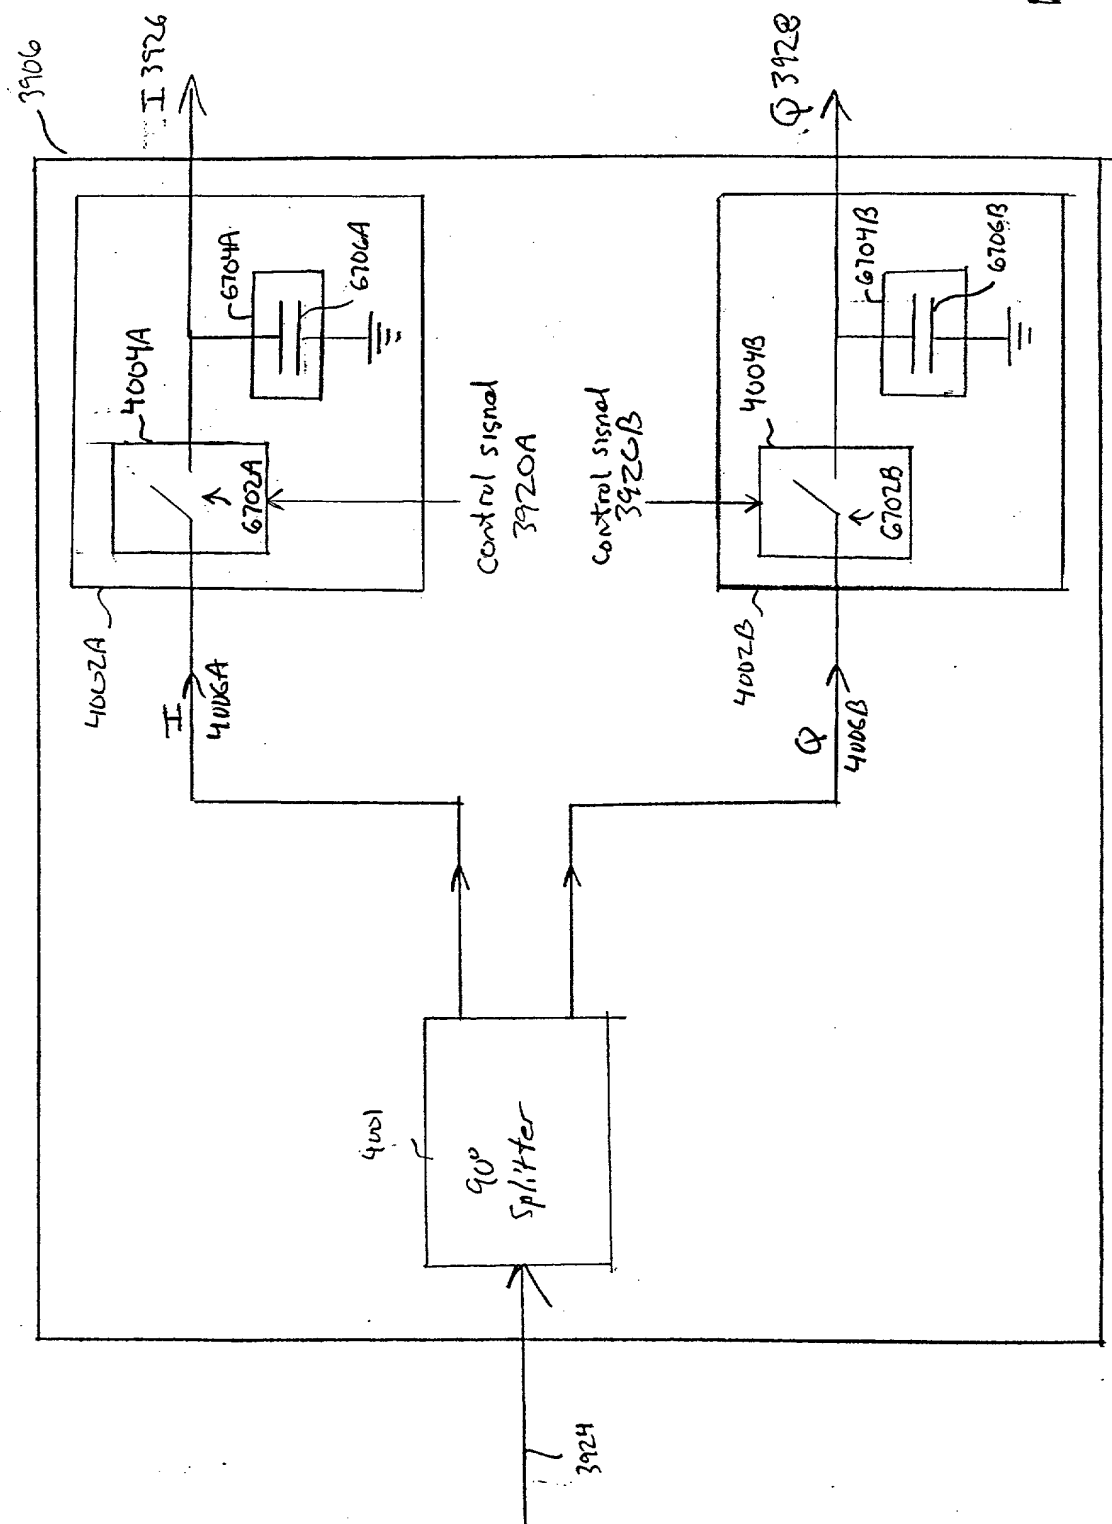 3906
I 3926
Q 3928
4002A
4004A
6702A
6704A
6706A
I
4006A
control signal
3920A
control signal
3920B
4002B
4004B
6702B
6704B
6706B
Q
4006B
4001
90°
Splitter
3924